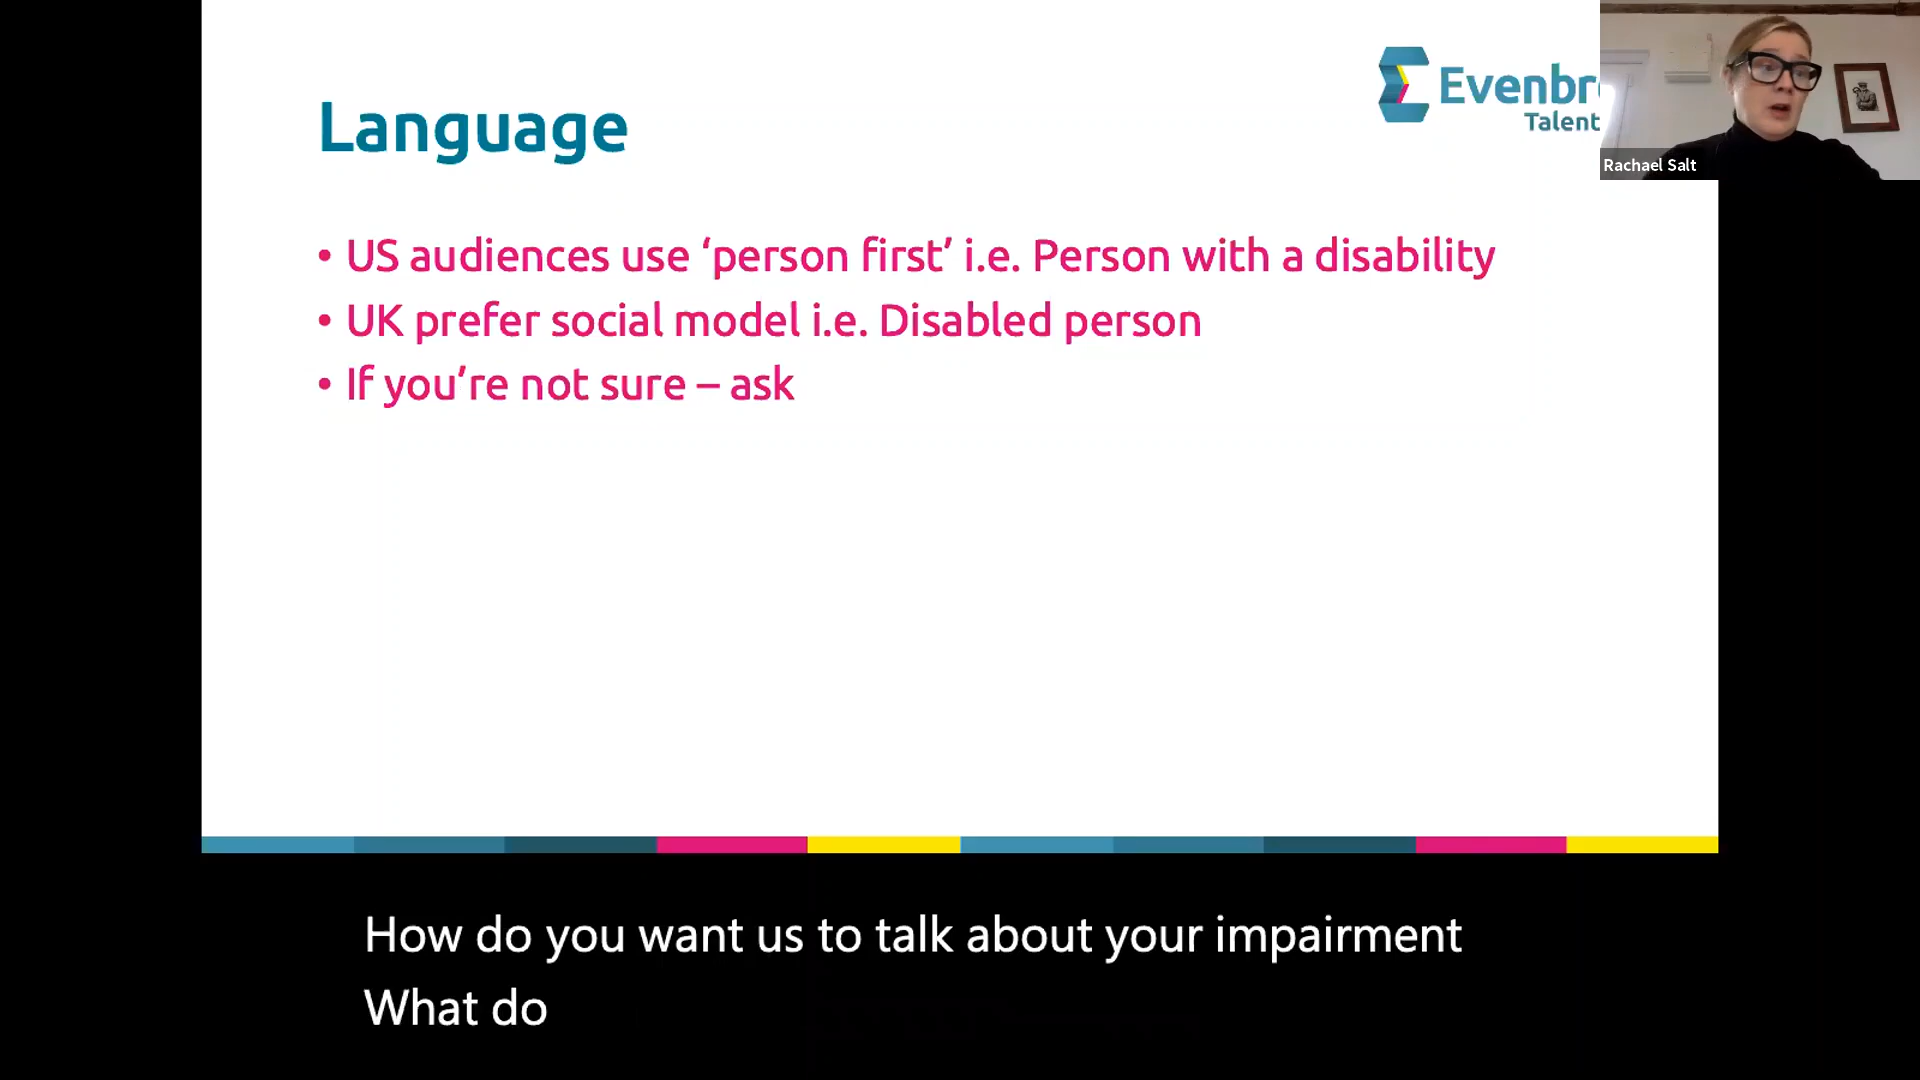 Language
Evenbr
Talent
Rachael Salt
• US audiences use ‘person first’ i.e. Person with a disability
• UK prefer social model i.e. Disabled person
• If you’re not sure – ask
How do you want us to talk about your impairment
What do